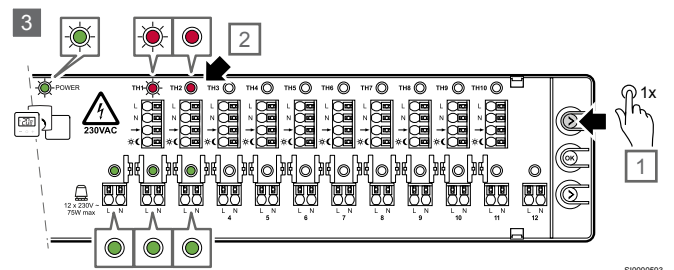 3
2
POWER
TH1 TH2 TH3 TH4 TH5 TH6 TH7 TH8 TH9 TH10
1x
L L L L L L L L L L
N N N N N N N N N N
230VAC
OK
1
12 x 230V ~
75W max
L N L N L N L N L N L N L N L N L N L N L N L N
4 5 6 7 8 9 10 11 12
SI0000593